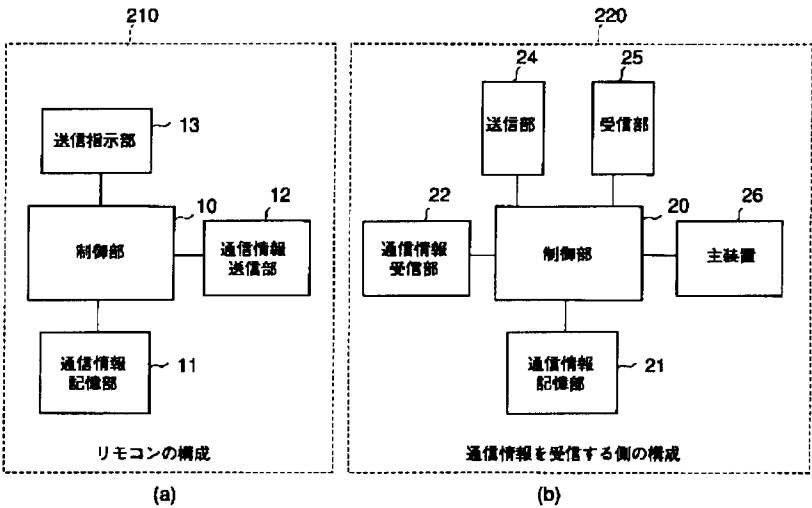 210
送信指示部
13
制御部
10
通信情報
送信部
12
通信情報
記憶部
11
リモコンの構成
(a)
220
送信部
24
受信部
25
通信情報
受信部
22
制御部
20
主装置
26
通信情報
記憶部
21
通信情報を受信する側の構成
(b)